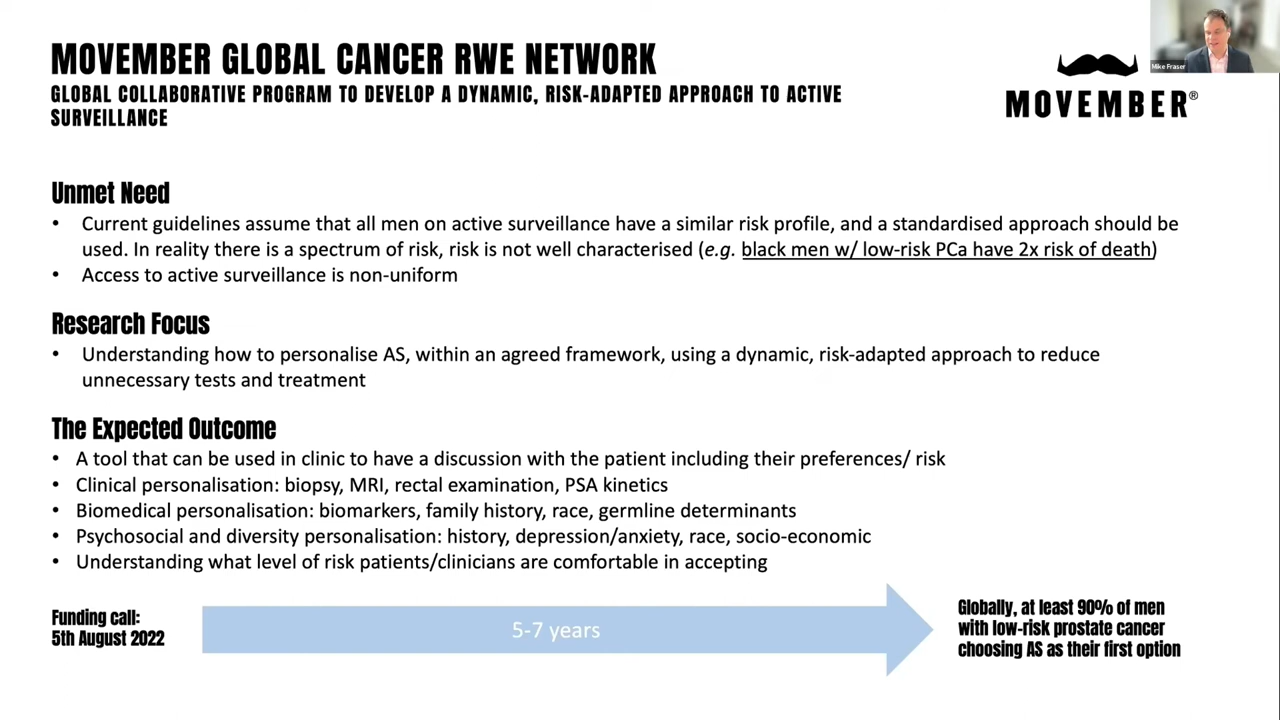 MOVEMBER GLOBAL CANCER RWE NETWORK
GLOBAL COLLABORATIVE PROGRAM TO DEVELOP A DYNAMIC, RISK-ADAPTED APPROACH TO ACTIVE
SURVEILLANCE
Mike Fraser
MOVEMBER®
Unmet Need
• Current guidelines assume that all men on active surveillance have a similar risk profile, and a standardised approach should be
used. In reality there is a spectrum of risk, risk is not well characterised (e.g. black men w/ low-risk PCa have 2x risk of death)
• Access to active surveillance is non-uniform
Research Focus
• Understanding how to personalise AS, within an agreed framework, using a dynamic, risk-adapted approach to reduce
unnecessary tests and treatment
The Expected Outcome
• A tool that can be used in clinic to have a discussion with the patient including their preferences/ risk
• Clinical personalisation: biopsy, MRI, rectal examination, PSA kinetics
• Biomedical personalisation: biomarkers, family history, race, germline determinants
• Psychosocial and diversity personalisation: history, depression/anxiety, race, socio-economic
• Understanding what level of risk patients/clinicians are comfortable in accepting
Funding call:
5th August 2022
5-7 years
Globally, at least 90% of men
with low-risk prostate cancer
choosing AS as their first option